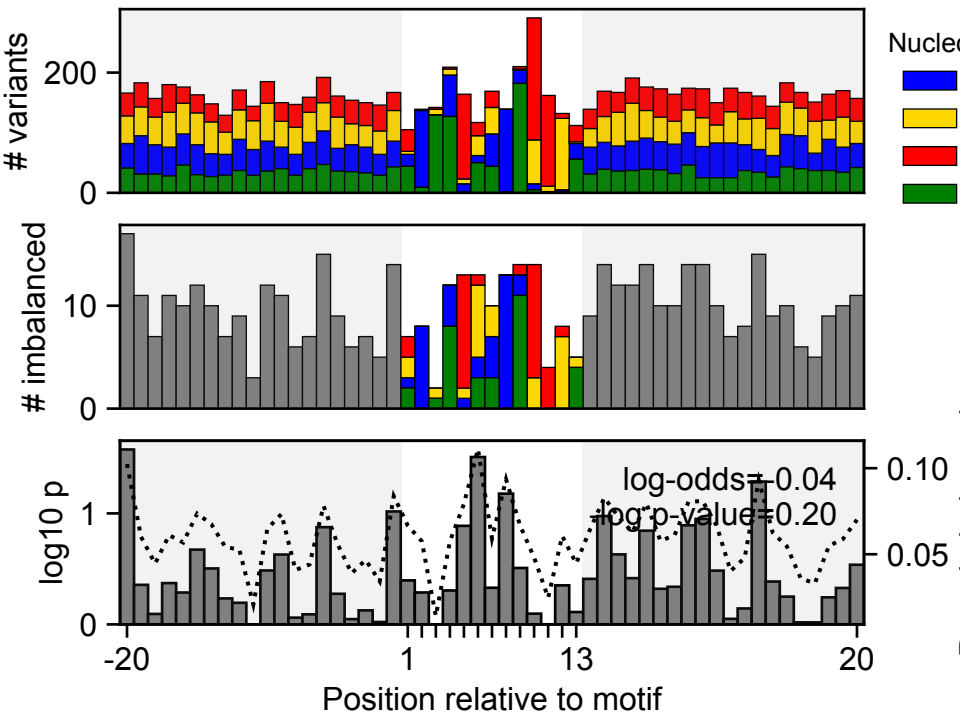 # variants
200
0
Nucleo
# imbalanced
10
0
log10 p
1
0
log-odds=-0.04
-log p-value=0.20
0.10
0.05
-20
1
13
20
Position relative to motif